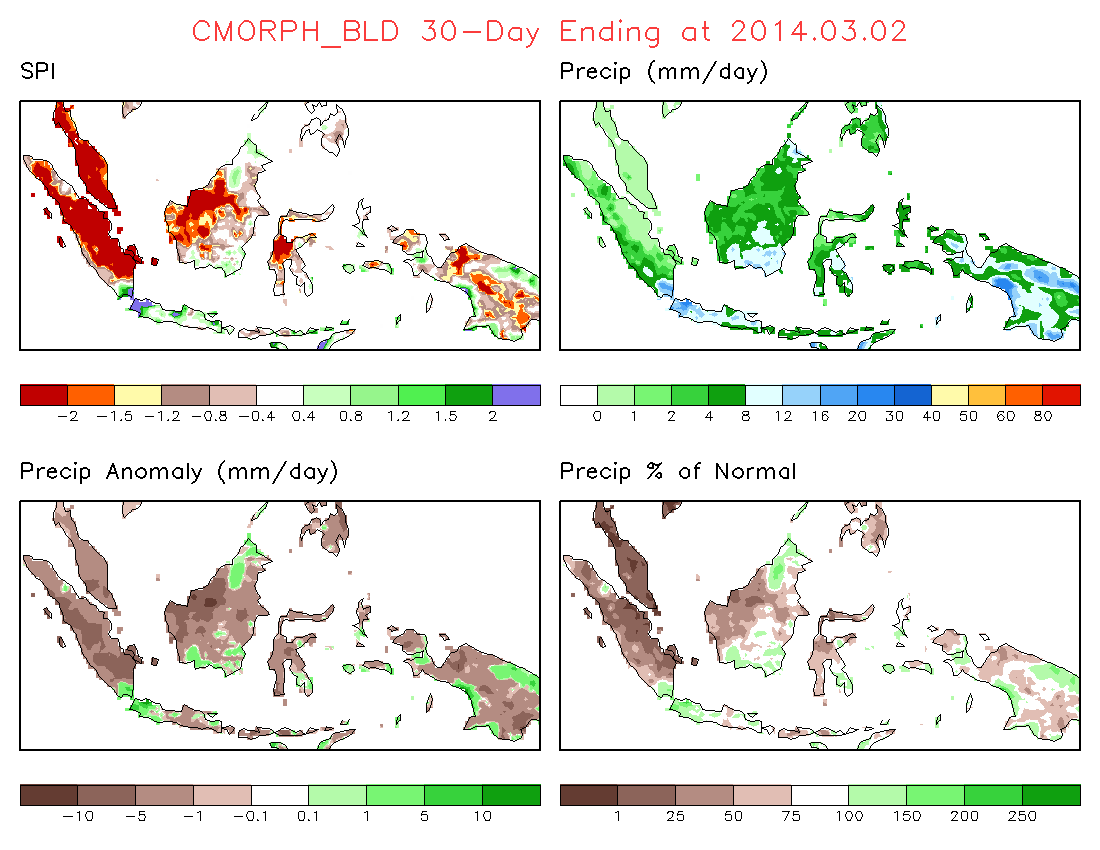 CMORPH_BLD 30-Day Ending at 2014.03.02
SPI
Precip (mm/day)
-2 -1.5 -1.2 -0.8 -0.4 0.4 0.8 1.2 1.5 2
0 1 2 4 8 12 16 20 30 40 50 60 80
Precip Anomaly (mm/day)
Precip % of Normal
-10 -5 -1 -0.1 0.1 1 5 10
1 25 50 75 100 150 200 250